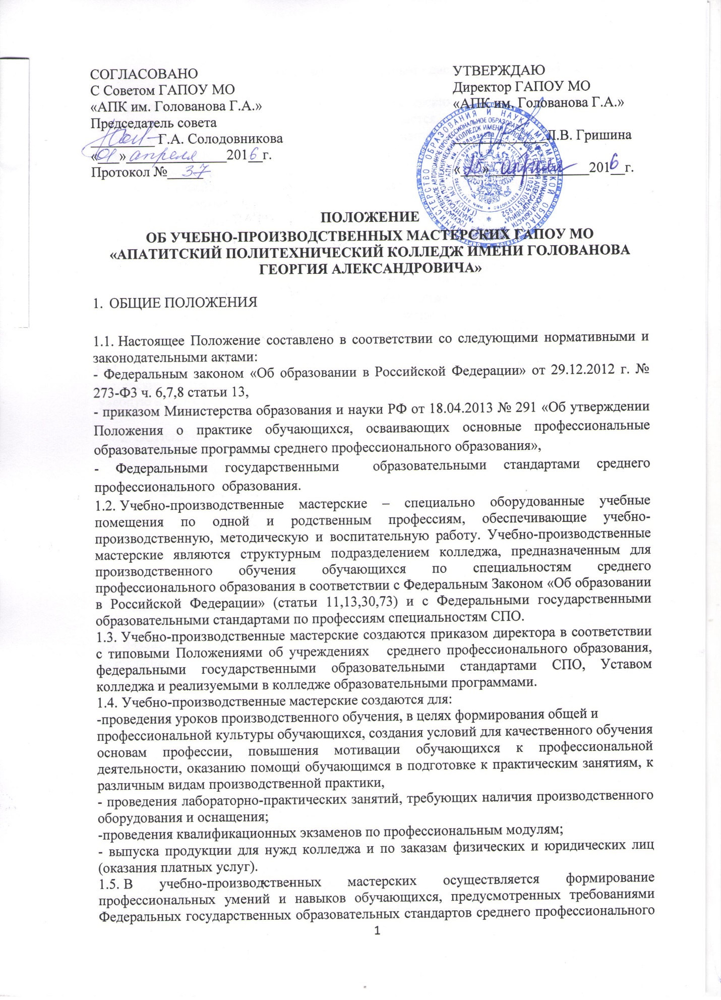 СОГЛАСОВАНО
С Советом ГАПОУ МО
«АПК им. Голованова Г.А.»
Председатель совета
_________ Г.А. Солодовникова
«01» апреля 2016 г.
Протокол № 37
УТВЕРЖДАЮ
Директор ГАПОУ МО
«АПК им. Голованова Г.А.»
Л.В. Гришина
« » апреля 2016 г.
МИНИСТЕРСТВО ОБРАЗОВАНИЯ И НАУКИ МУРМАНСКОЙ ОБЛАСТИ
ПОЛОЖЕНИЕ
ОБ УЧЕБНО-ПРОИЗВОДСТВЕННЫХ МАСТЕРСКИХ ГАПОУ МО
«АПАТИТСКИЙ ПОЛИТЕХНИЧЕСКИЙ КОЛЛЕДЖ ИМЕНИ ГОЛОВАНОВА
ГЕОРГИЯ АЛЕКСАНДРОВИЧА»
1. ОБЩИЕ ПОЛОЖЕНИЯ
1.1. Настоящее Положение составлено в соответствии со следующими нормативными и
законодательными актами:
- Федеральным законом «Об образовании в Российской Федерации» от 29.12.2012 г. №
273-ФЗ ч. 6,7,8 статьи 13,
- приказом Министерства образования и науки РФ от 18.04.2013 № 291 «Об утверждении
Положения о практике обучающихся, осваивающих основные профессиональные
образовательные программы среднего профессионального образования»,
- Федеральными государственными образовательными стандартами среднего
профессионального образования.
1.2. Учебно-производственные мастерские – специально оборудованные учебные
помещения по одной и родственным профессиям, обеспечивающие учебно-
производственную, методическую и воспитательную работу. Учебно-производственные
мастерские являются структурным подразделением колледжа, предназначенным для
производственного обучения обучающихся по специальностям среднего
профессионального образования в соответствии с Федеральным Законом «Об образовании
в Российской Федерации» (статьи 11,13,30,73) и с Федеральными государственными
образовательными стандартами по профессиям специальностям СПО.
1.3. Учебно-производственные мастерские создаются приказом директора в соответствии
с типовыми Положениями об учреждениях среднего профессионального образования,
федеральными государственными образовательными стандартами СПО, Уставом
колледжа и реализуемыми в колледже образовательными программами.
1.4. Учебно-производственные мастерские создаются для:
-проведения уроков производственного обучения, в целях формирования общей и
профессиональной культуры обучающихся, создания условий для качественного обучения
основам профессии, повышения мотивации обучающихся к профессиональной
деятельности, оказанию помощи обучающимся в подготовке к практическим занятиям, к
различным видам производственной практики,
- проведения лабораторно-практических занятий, требующих наличия производственного
оборудования и оснащения;
-проведения квалификационных экзаменов по профессиональным модулям;
- выпуска продукции для нужд колледжа и по заказам физических и юридических лиц
(оказания платных услуг).
1.5. В учебно-производственных мастерских осуществляется формирование
профессиональных умений и навыков обучающихся, предусмотренных требованиями
Федеральных государственных образовательных стандартов среднего профессионального
1